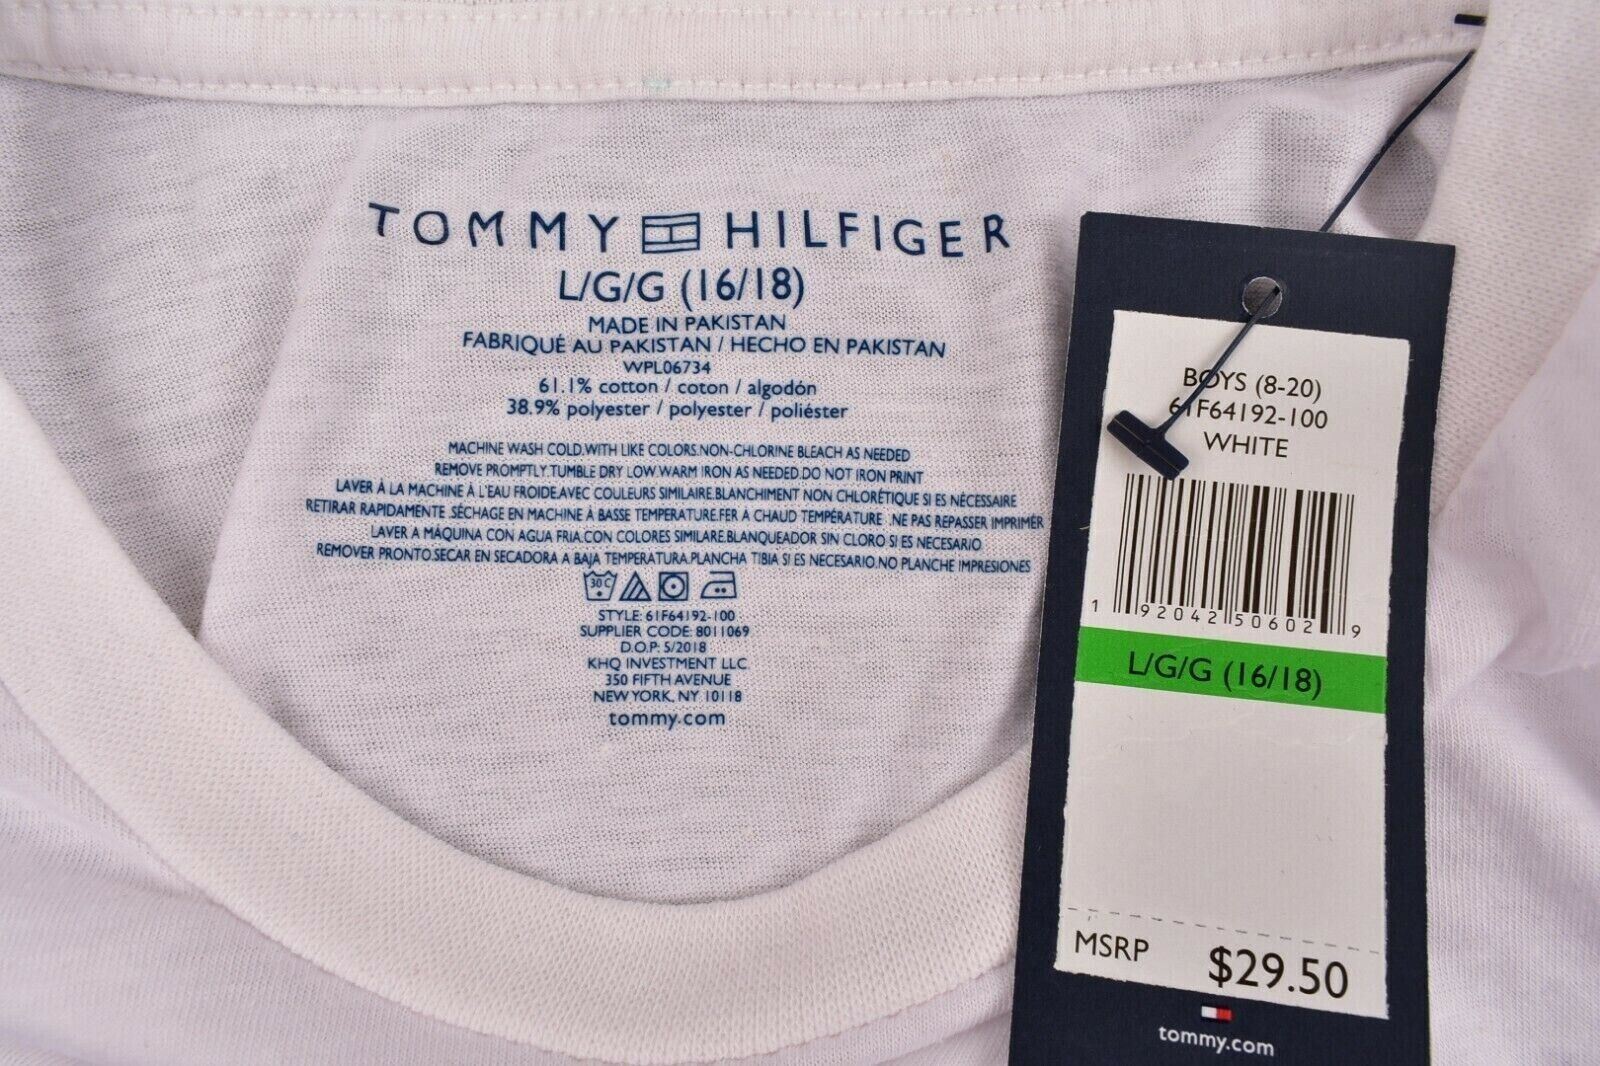 TOMMY HILFIGER
L/G/G (16/18)
MADE IN PAKISTAN
FABRIQUÉ AU PAKISTAN / HECHO EN PAKISTAN
WPL06734
61.1% cotton / coton / algodón
38.9% polyester / polyester / poliéster
MACHINE WASH COLD.WITH LIKE COLORS.NON-CHLORINE BLEACH AS NEEDED
REMOVE PROMPTLY.TUMBLE DRY LOW.WARM IRON AS NEEDED.DO NOT IRON PRINT
LAVER À LA MACHINE À L'EAU FROIDE.AVEC COULEURS SIMILAIRE.BLANCHIMENT NON CHLORÉTIQUE SI ES NÉCESSAIRE
RETIRAR RAPIDAMENTE .SÉCHAGE EN MACHINE À BASSE TEMPERATURE.FER À CHAUD TEMPÉRATURE .NE PAS REPASSER IMPRIMÉR
LAVER A MÁQUINA CON AGUA FRIA.CON COLORES SIMILARE.BLANQUEADOR SIN CLORO SI ES NECESARIO
REMOVER PRONTO.SECAR EN SECADORA A BAJA TEMPERATURA.PLANCHA TIBIA SI ES NECESARIO.NO PLANCHE IMPRESIONES
30 C
STYLE: 61F64192-100
SUPPLIER CODE: 8011069
D.O.P: 5/2018
KHQ INVESTMENT LLC.
350 FIFTH AVENUE
NEW YORK, NY 10118
tommy.com
BOYS (8-20)
61F64192-100
WHITE
1 92042 50602 9
L/G/G (16/18)
MSRP $29.50
tommy.com